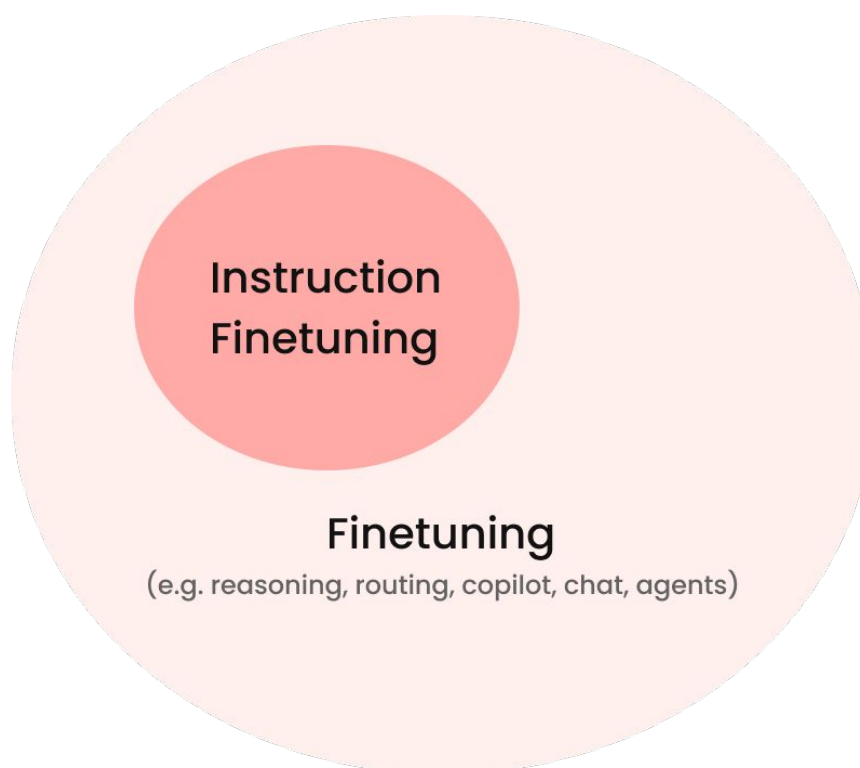 Instruction
Finetuning
Finetuning
(e.g. reasoning, routing, copilot, chat, agents)